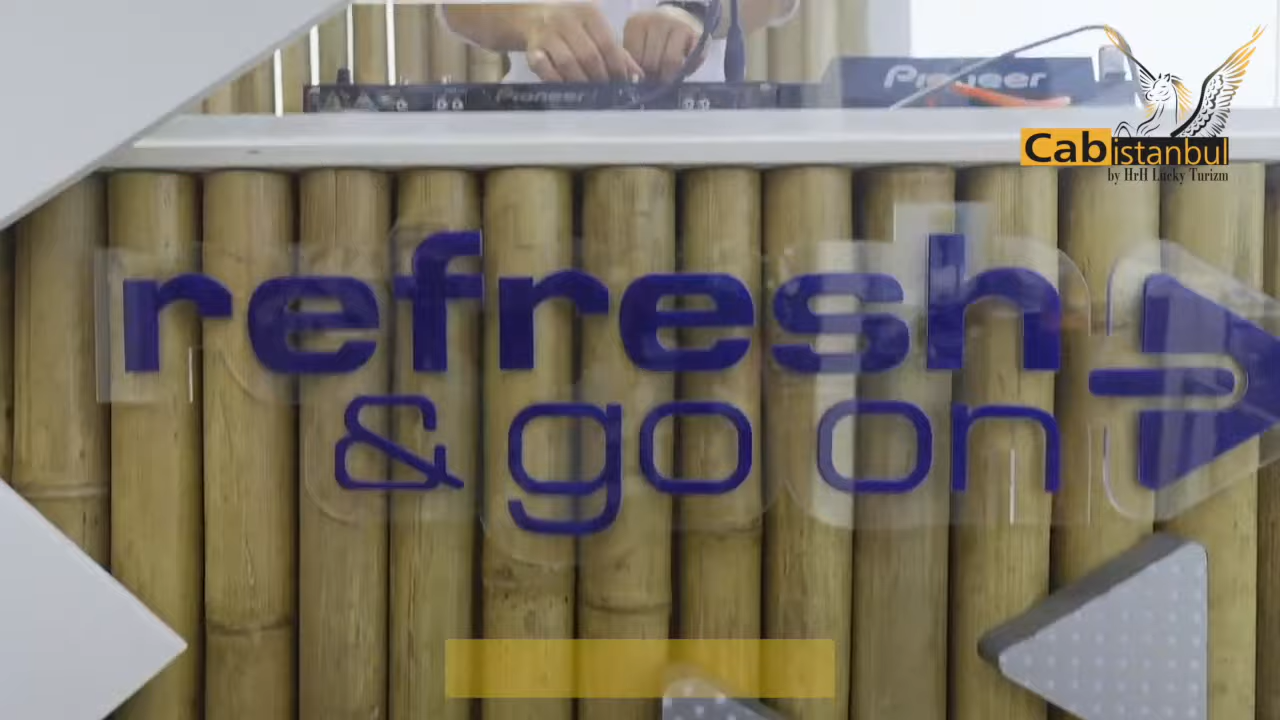 Pioneer
Pioneer
Cabistanbul
by HrH Lucky Turizm
refresh
& go on